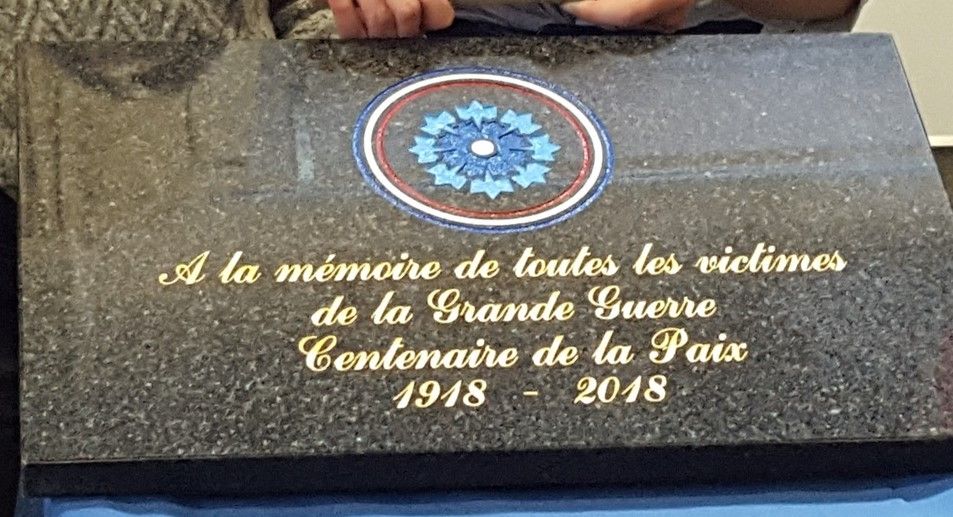 A la mémoire de toutes les victimes
de la Grande Guerre
Centenaire de la Paix
1918 - 2018